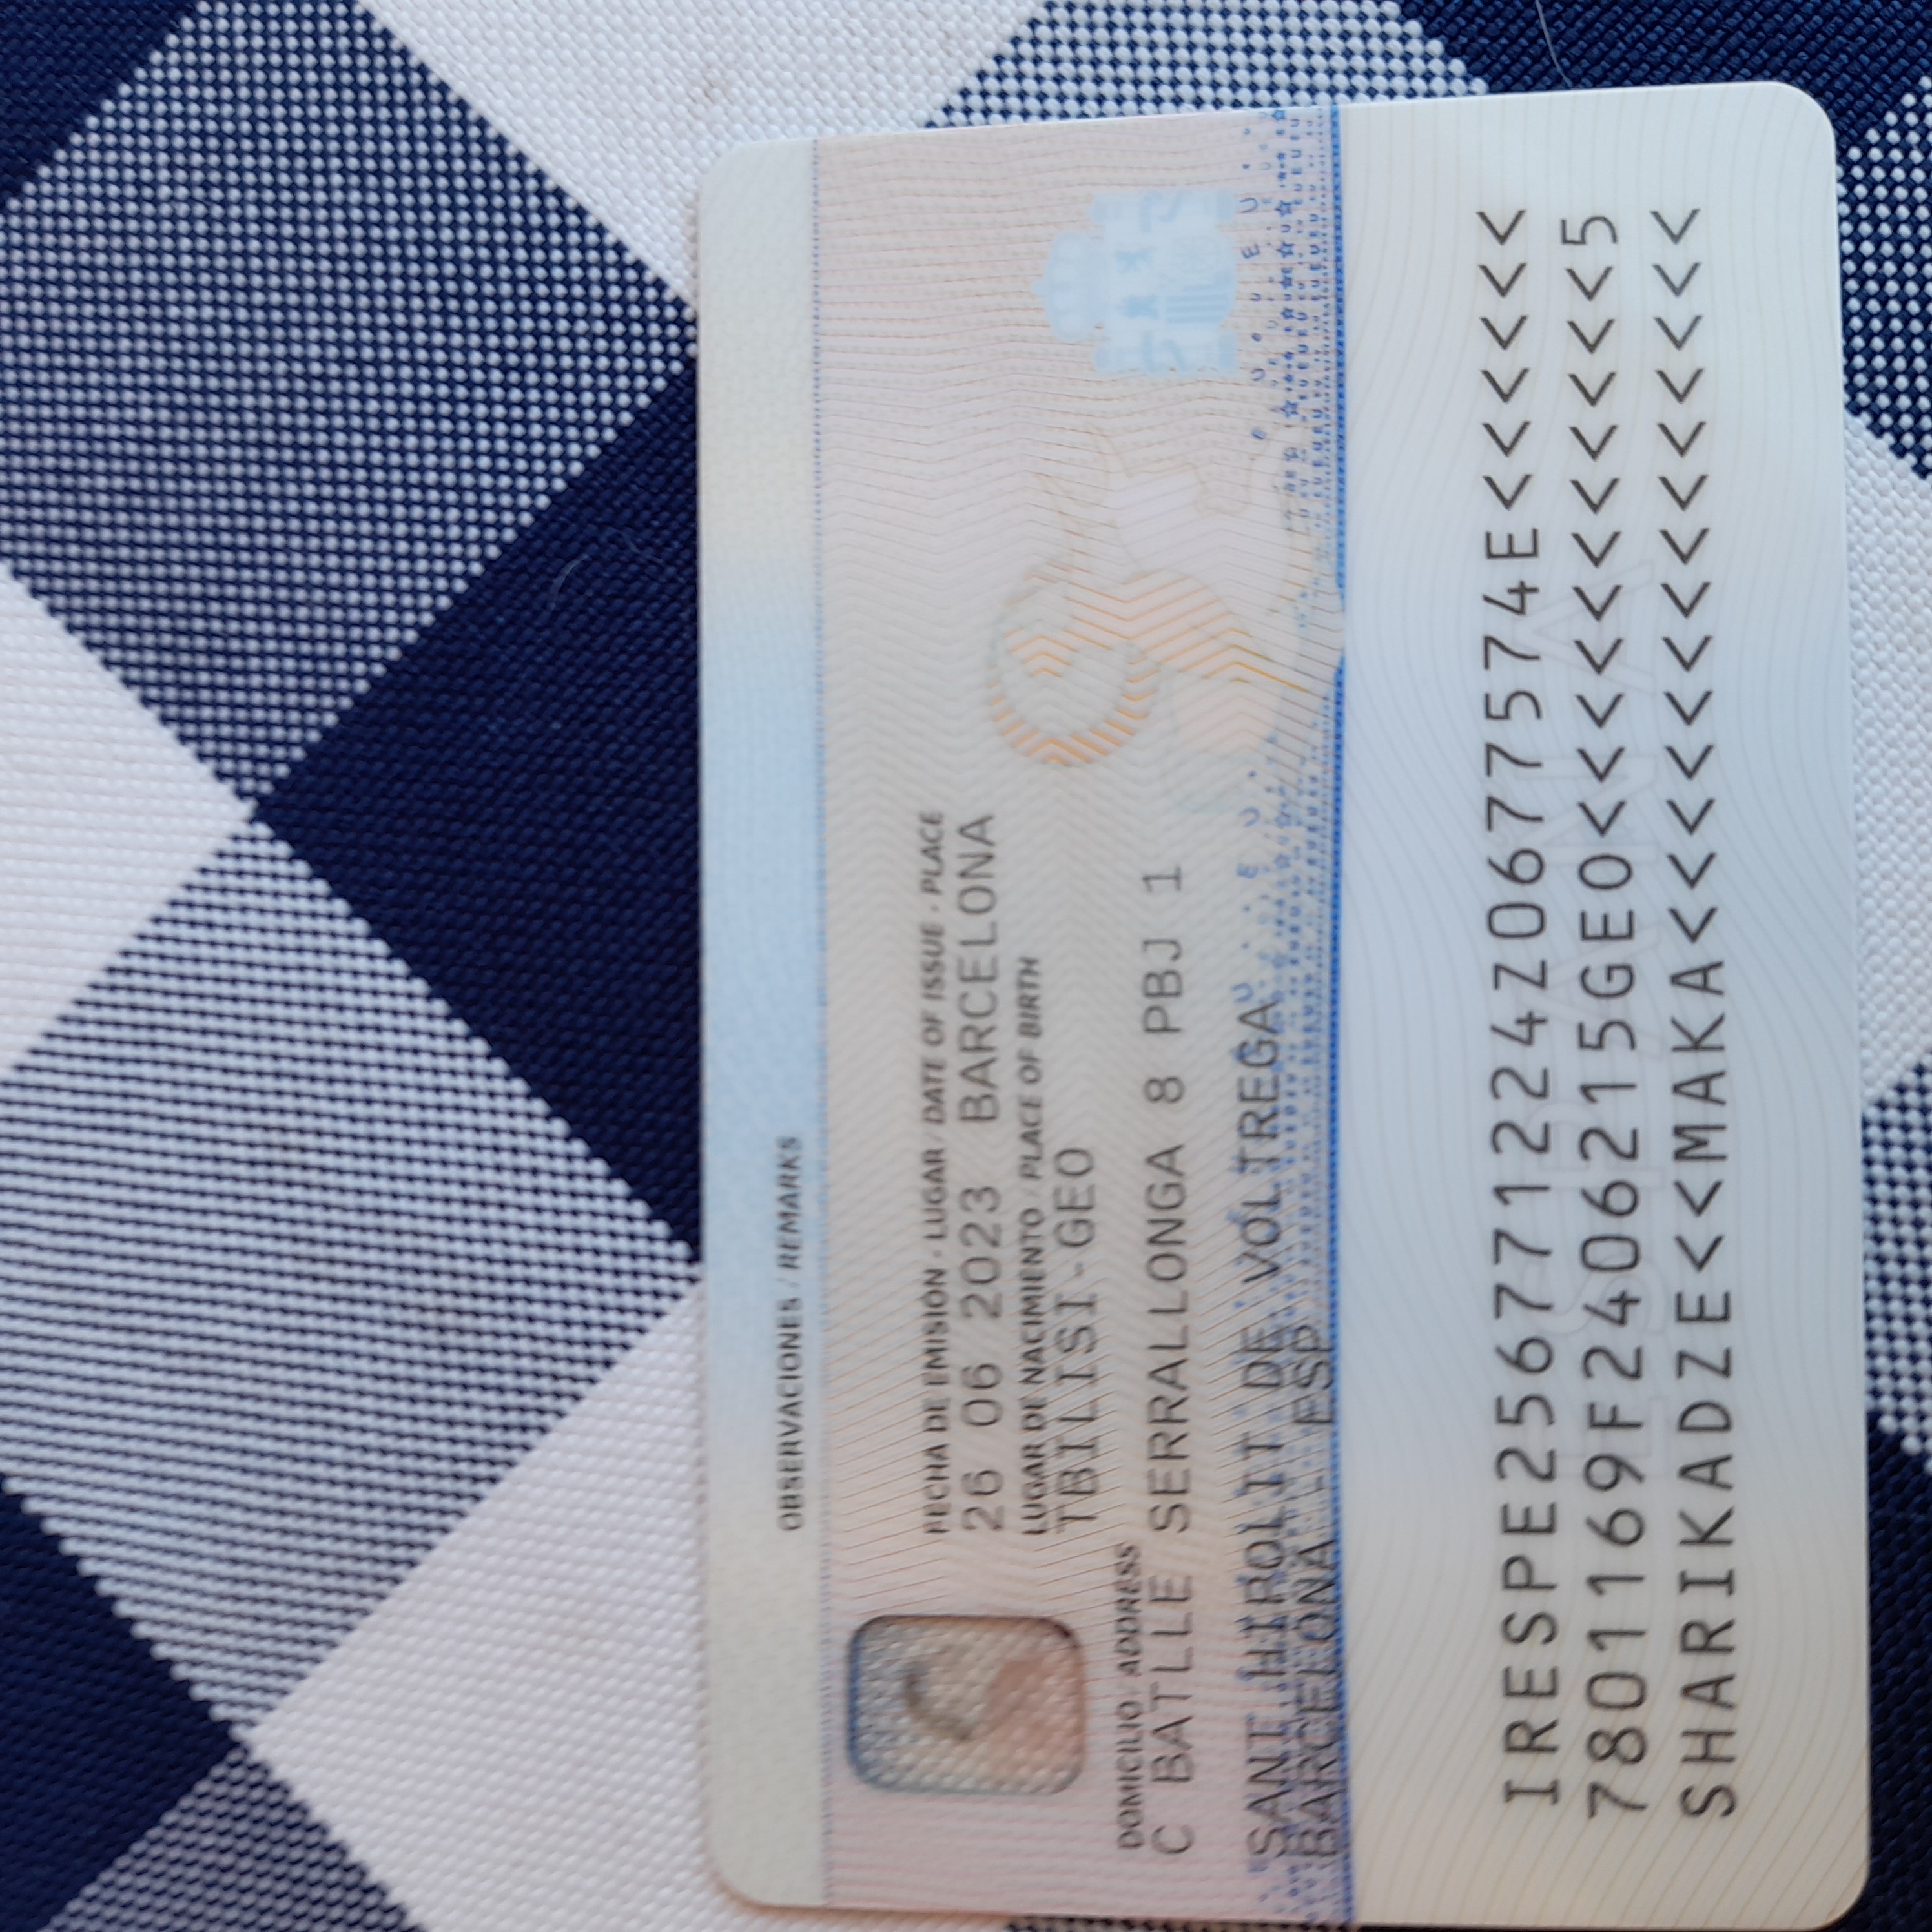 OBSERVACIONES / REMARKS
FECHA DE EMISIÓN - LUGAR / DATE OF ISSUE - PLACE
26 06 2023 BARCELONA
LUGAR DE NACIMIENTO / PLACE OF BIRTH
TBILISI-GEO
DOMICILIO / ADDRESS
C BATLLE SERRALLONGA 8 PBJ 1
SANT HIPOLIT DE VOLTREGA
BARCELONA - ESP
IRESPE256771224Z0677574E<<<<<<
7801169F2406215GEO<<<<<<<<<<<5
SHARIKADZE<<MAKA<<<<<<<<<<<<<<
ESPAÑA